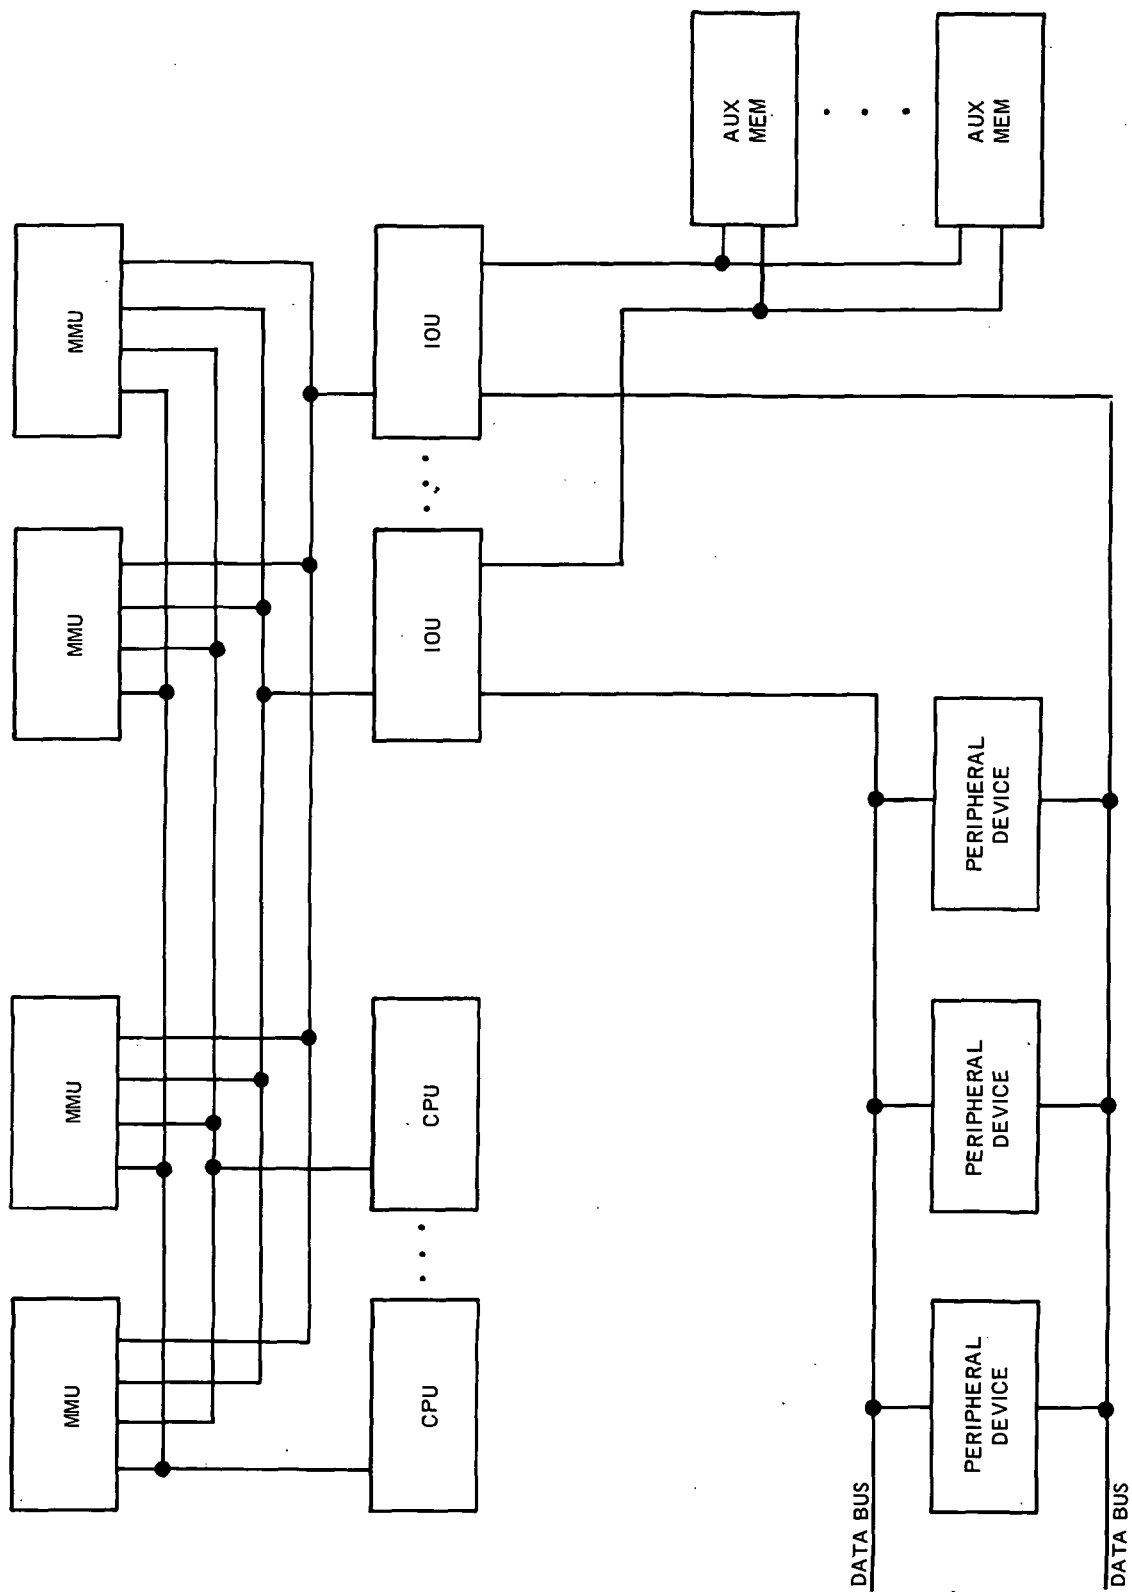 MMU
MMU
MMU
MMU
CPU
CPU
IOU
IOU
AUX
MEM
AUX
MEM
DATA BUS
PERIPHERAL
DEVICE
PERIPHERAL
DEVICE
PERIPHERAL
DEVICE
DATA BUS